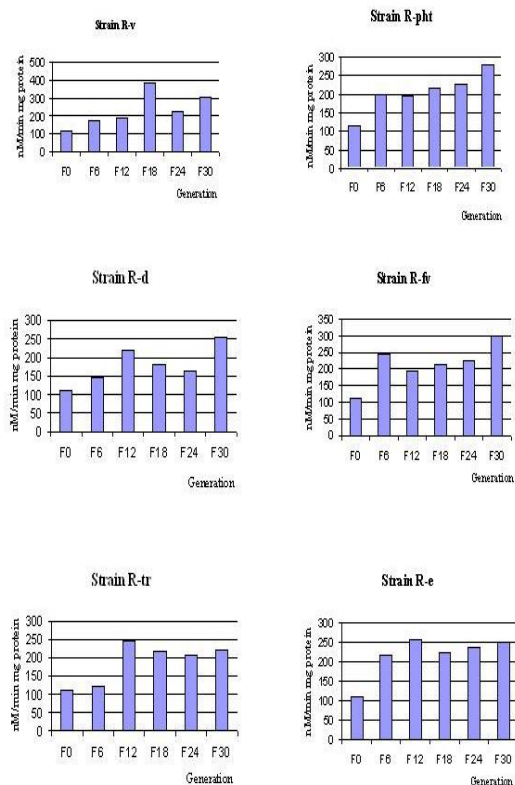 Strain R-v
nM/min mg protein
500
400
300
200
100
0
F0 F6 F12 F18 F24 F30
Generation
Strain R-pht
nM/min mg protein
300
250
200
150
100
50
0
F0 F6 F12 F18 F24 F30
Generation
Strain R-d
nM/min mg protein
300
250
200
150
100
50
0
F0 F6 F12 F18 F24 F30
Generation
Strain R-fv
nM/min mg protein
350
300
250
200
150
100
50
0
F0 F6 F12 F18 F24 F30
Generation
Strain R-tr
nM/min mg protein
300
250
200
150
100
50
0
F0 F6 F12 F18 F24 F30
Generation
Strain R-e
nM/min mg protein
300
250
200
150
100
50
0
F0 F6 F12 F18 F24 F30
Generation